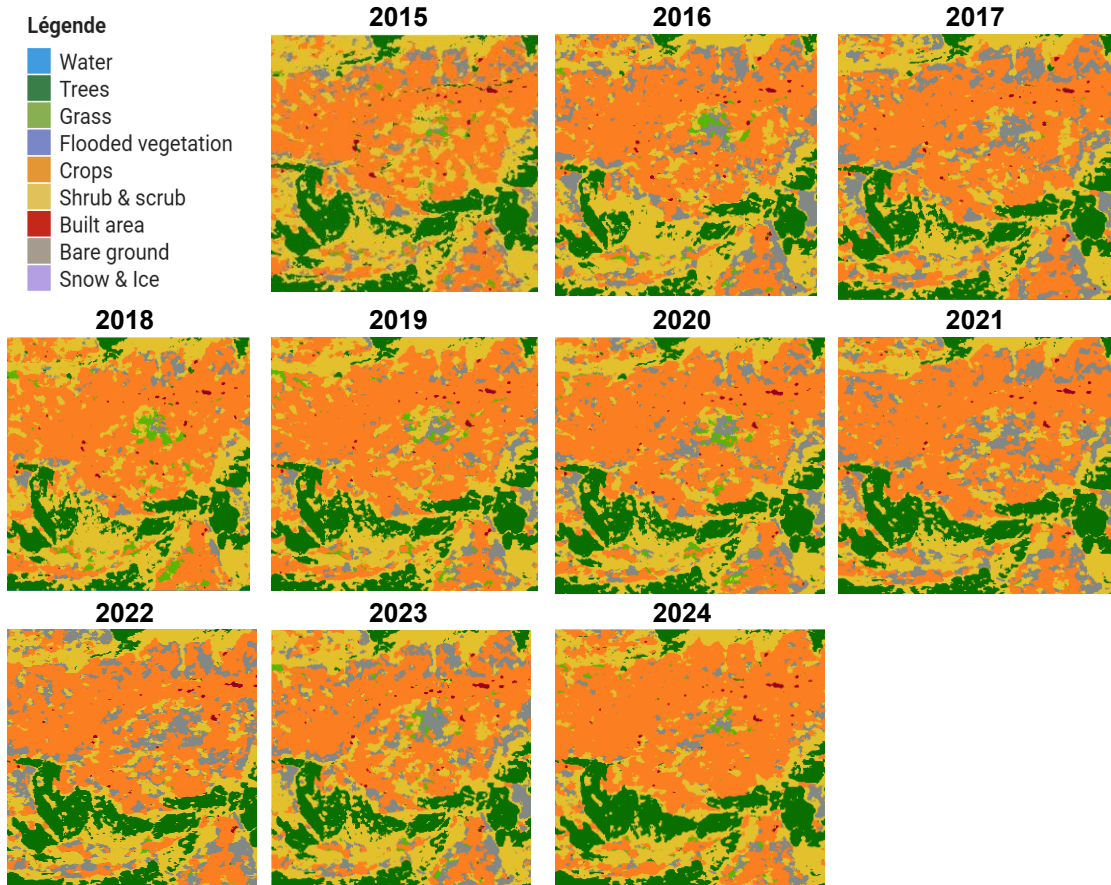 Légende
Water
Trees
Grass
Flooded vegetation
Crops
Shrub & scrub
Built area
Bare ground
Snow & Ice
2015
2016
2017
2018
2019
2020
2021
2022
2023
2024